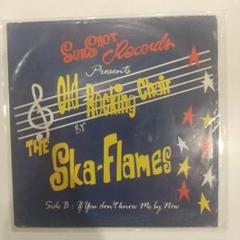 SunShot Records
Presents
Old Rocking Chair
BY
THE Ska-Flames
Side B : If You don't know Me by Now